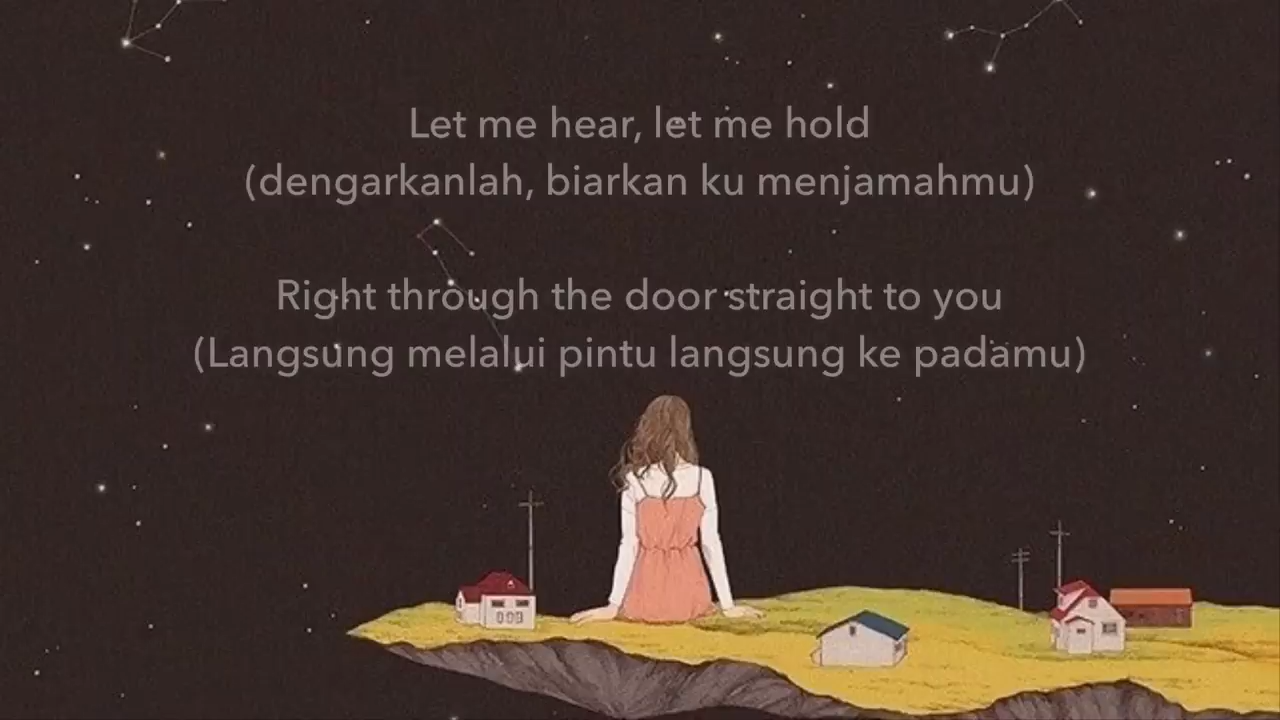 Let me hear, let me hold
(dengarkanlah, biarkan ku menjamahmu)
Right through the door straight to you
(Langsung melalui pintu langsung ke padamu)